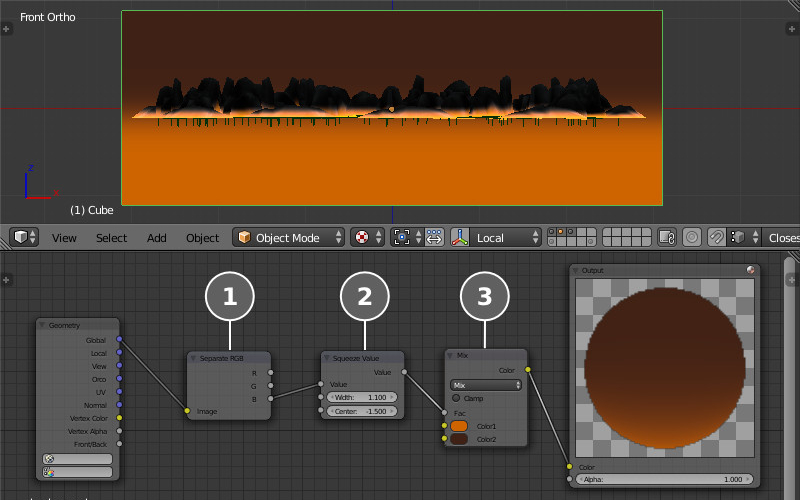 Front Ortho
Z
(1) Cube
View Select Add Object Object Mode Local Closes
1 2 3
Geometry
Global
Local
View
Orco
UV
Normal
Vertex Color
Vertex Alpha
Front/Back
Separate RGB
R
G
B
Image
Squeeze Value
Value
Value
Width: 1.100
Center: -1.500
Mix
Color
Mix
Clamp
Fac
Color1
Color2
Output
Color
Alpha: 1.000